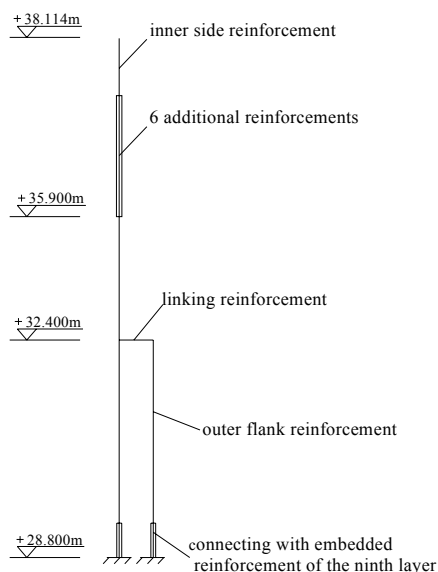 +38.114m
inner side reinforcement
6 additional reinforcements
+35.900m
linking reinforcement
+32.400m
outer flank reinforcement
+28.800m
connecting with embedded
reinforcement of the ninth layer